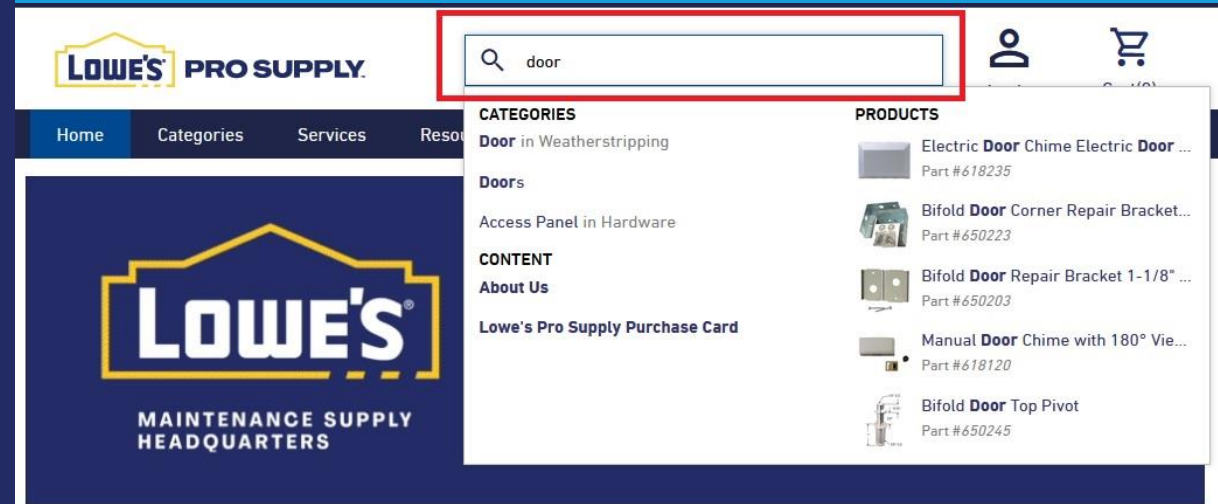 LOWE'S PRO SUPPLY.
door
Home Categories Services
CATEGORIES
Door in Weatherstripping
Doors
Access Panel in Hardware
CONTENT
About Us
Lowe's Pro Supply Purchase Card
PRODUCTS
Electric Door Chime Electric Door ...
Part #618235
Bifold Door Corner Repair Bracket...
Part #650223
Bifold Door Repair Bracket 1-1/8" ...
Part #650203
Manual Door Chime with 180° Vie...
Part #618120
Bifold Door Top Pivot
Part #650245
LOWE'S®
MAINTENANCE SUPPLY
HEADQUARTERS